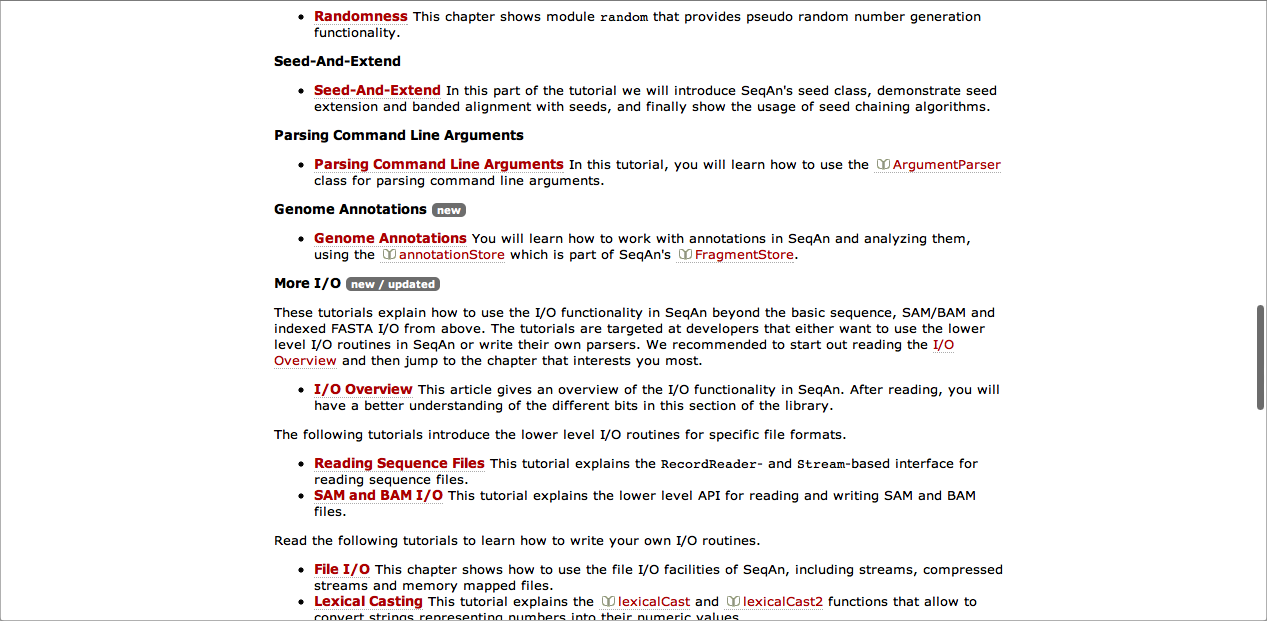 • Randomness This chapter shows module random that provides pseudo random number generation
functionality.
Seed-And-Extend
• Seed-And-Extend In this part of the tutorial we will introduce SeqAn's seed class, demonstrate seed
extension and banded alignment with seeds, and finally show the usage of seed chaining algorithms.
Parsing Command Line Arguments
• Parsing Command Line Arguments In this tutorial, you will learn how to use the ArgumentParser
class for parsing command line arguments.
Genome Annotations new
• Genome Annotations You will learn how to work with annotations in SeqAn and analyzing them,
using the annotationStore which is part of SeqAn's FragmentStore.
More I/O new / updated
These tutorials explain how to use the I/O functionality in SeqAn beyond the basic sequence, SAM/BAM and
indexed FASTA I/O from above. The tutorials are targeted at developers that either want to use the lower
level I/O routines in SeqAn or write their own parsers. We recommended to start out reading the I/O
Overview and then jump to the chapter that interests you most.
• I/O Overview This article gives an overview of the I/O functionality in SeqAn. After reading, you will
have a better understanding of the different bits in this section of the library.
The following tutorials introduce the lower level I/O routines for specific file formats.
• Reading Sequence Files This tutorial explains the RecordReader- and Stream-based interface for
reading sequence files.
• SAM and BAM I/O This tutorial explains the lower level API for reading and writing SAM and BAM
files.
Read the following tutorials to learn how to write your own I/O routines.
• File I/O This chapter shows how to use the file I/O facilities of SeqAn, including streams, compressed
streams and memory mapped files.
• Lexical Casting This tutorial explains the lexicalCast and lexicalCast2 functions that allow to
convert strings representing numbers into their numeric values.